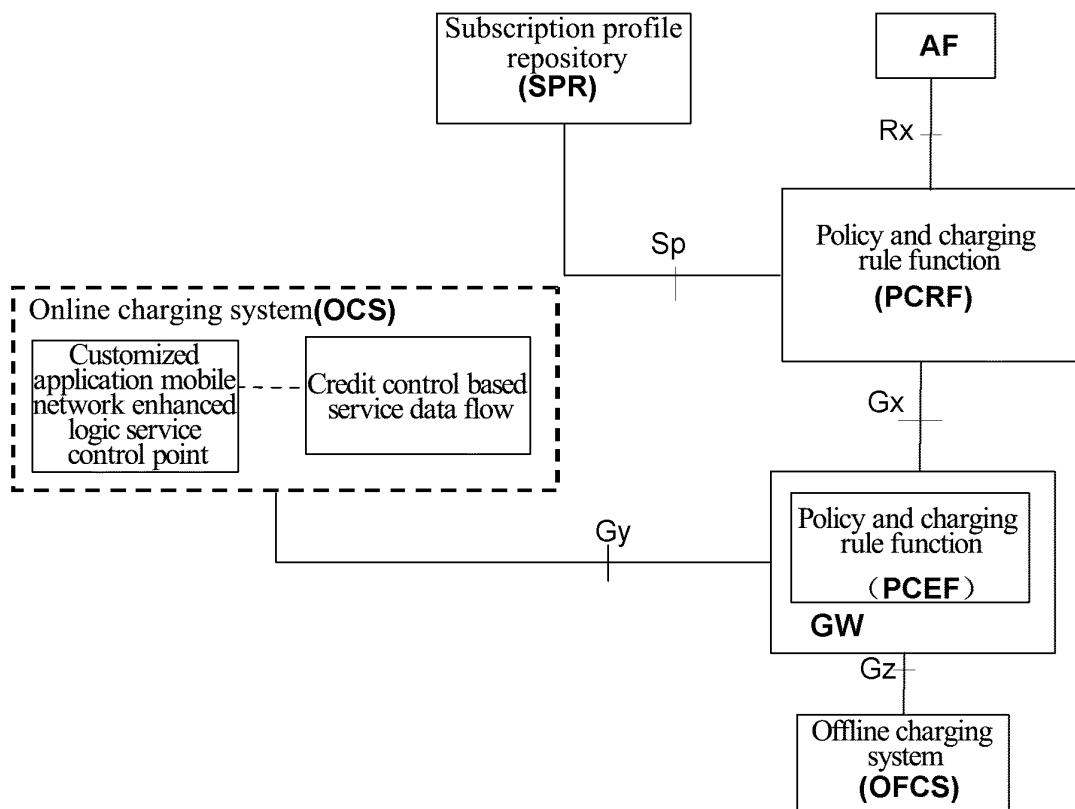 Subscription profile
repository
(SPR)
AF
Rx
Sp
Policy and charging
rule function
(PCRF)
Online charging system(OCS)
Customized
application mobile
network enhanced
logic service
control point
Credit control based
service data flow
Gx
Gy
Policy and charging
rule function
（PCEF）
GW
Gz
Offline charging
system
(OFCS)